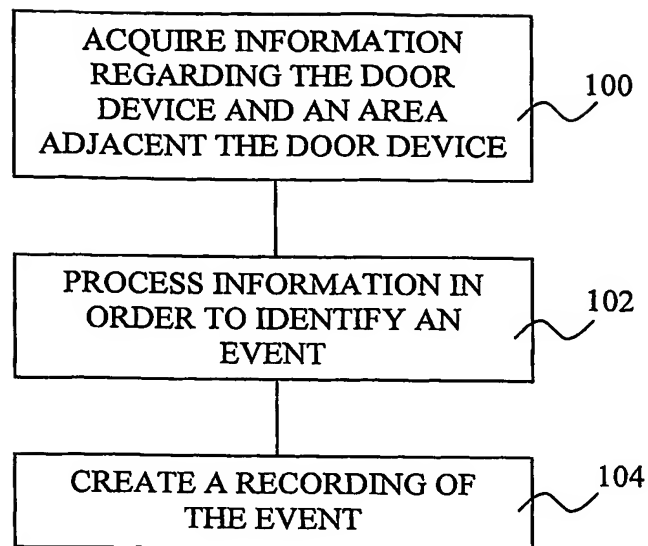 ACQUIRE INFORMATION
REGARDING THE DOOR
DEVICE AND AN AREA
ADJACENT THE DOOR DEVICE
100
PROCESS INFORMATION IN
ORDER TO IDENTIFY AN
EVENT
102
CREATE A RECORDING OF
THE EVENT
104